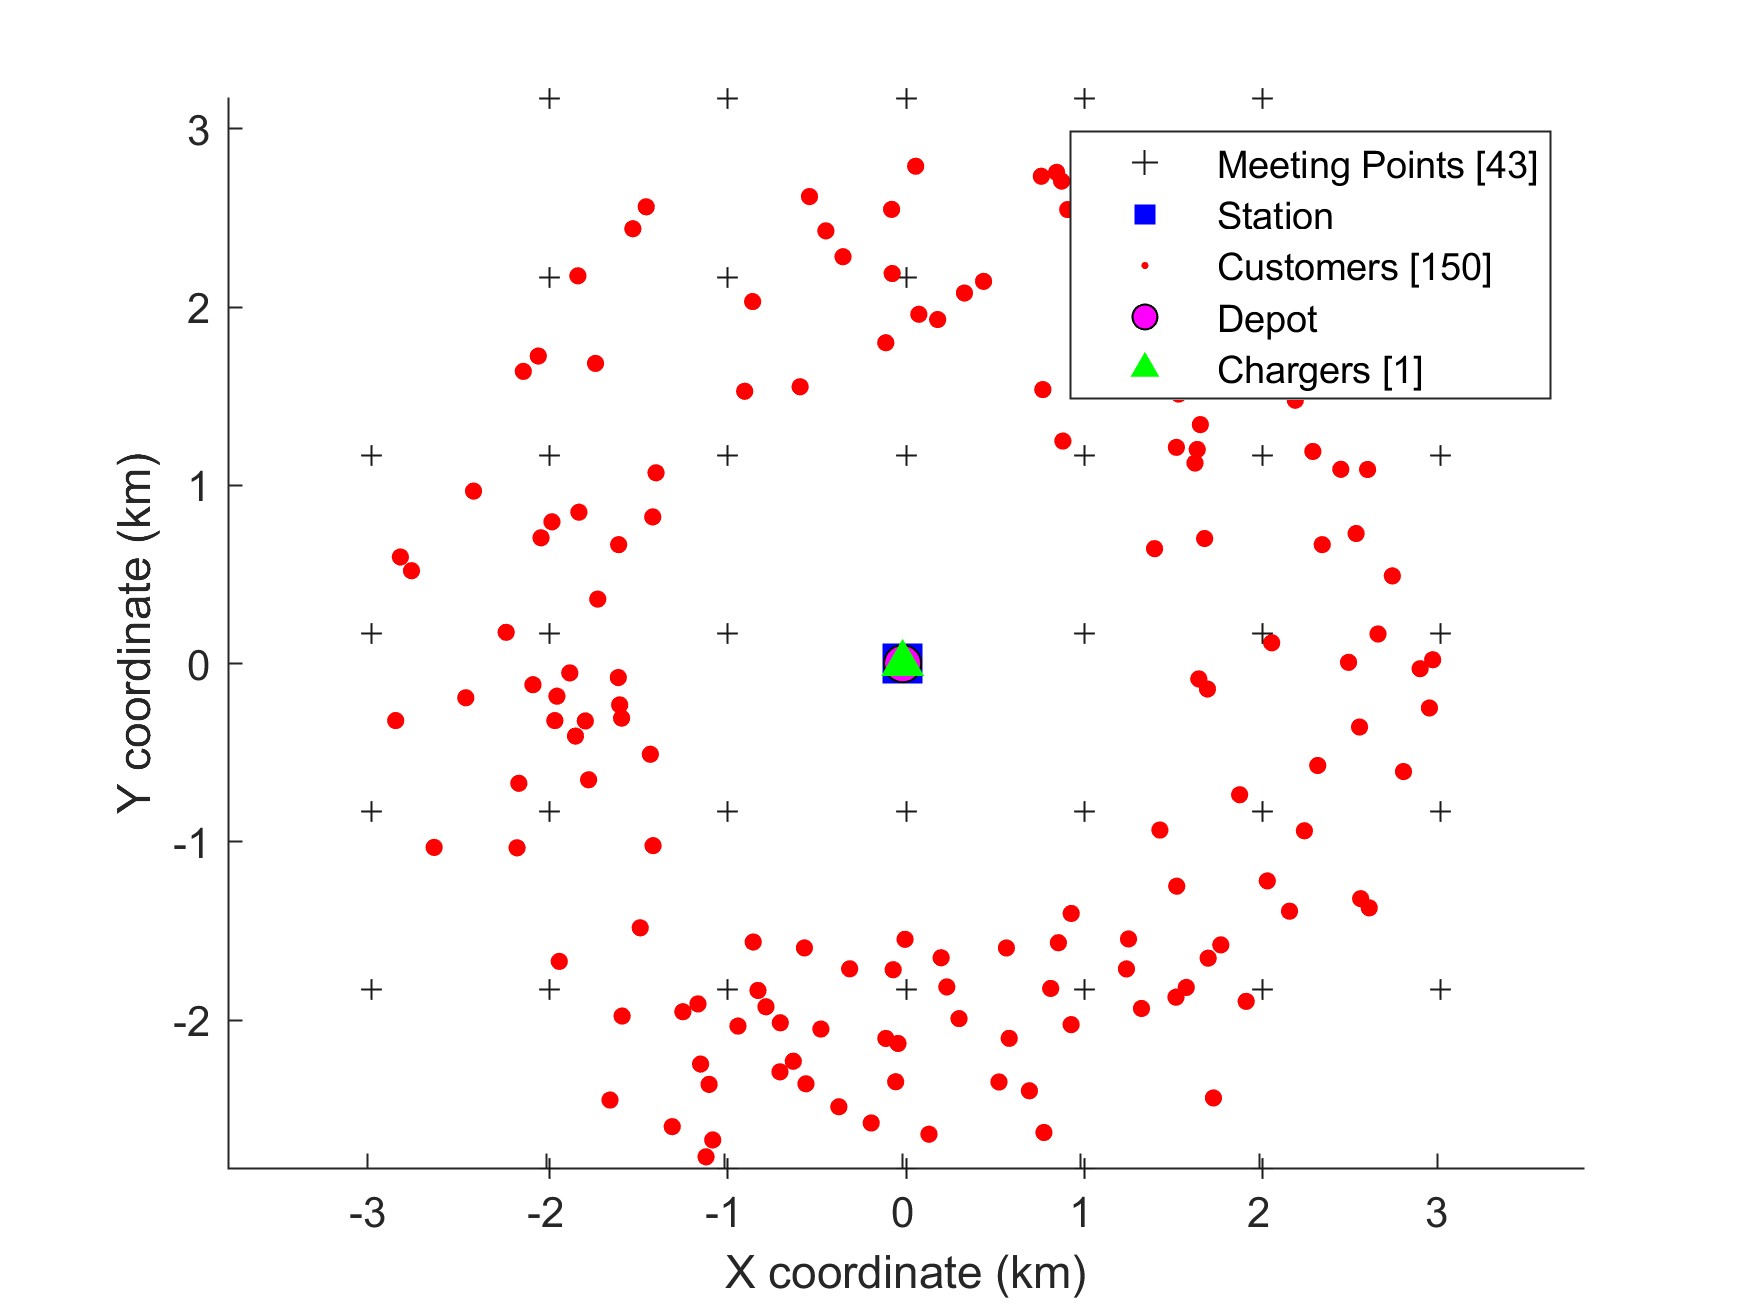 3
2
1
0
-1
-2
Y coordinate (km)
Meeting Points [43]
Station
Customers [150]
Depot
Chargers [1]
-3 -2 -1 0 1 2 3
X coordinate (km)